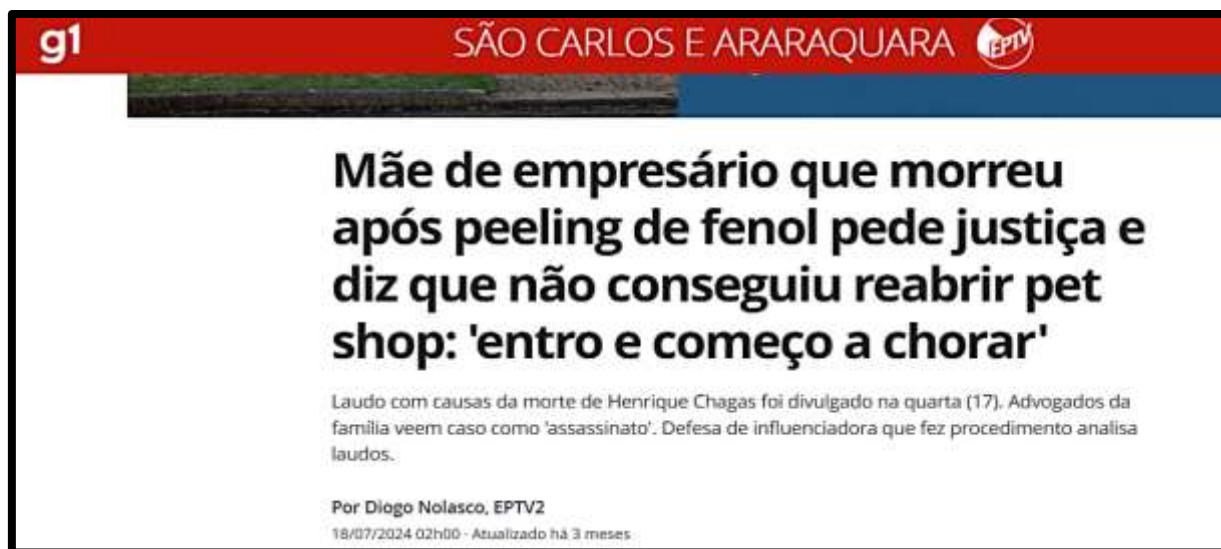 g1
SÃO CARLOS E ARARAQUARA EPTV
Mãe de empresário que morreu
após peeling de fenol pede justiça e
diz que não conseguiu reabrir pet
shop: 'entro e começo a chorar'
Laudo com causas da morte de Henrique Chagas foi divulgado na quarta (17). Advogados da
família veem caso como 'assassinato'. Defesa de influenciadora que fez procedimento analisa
laudos.
Por Diogo Nolasco, EPTV2
18/07/2024 02h00 · Atualizado há 3 meses